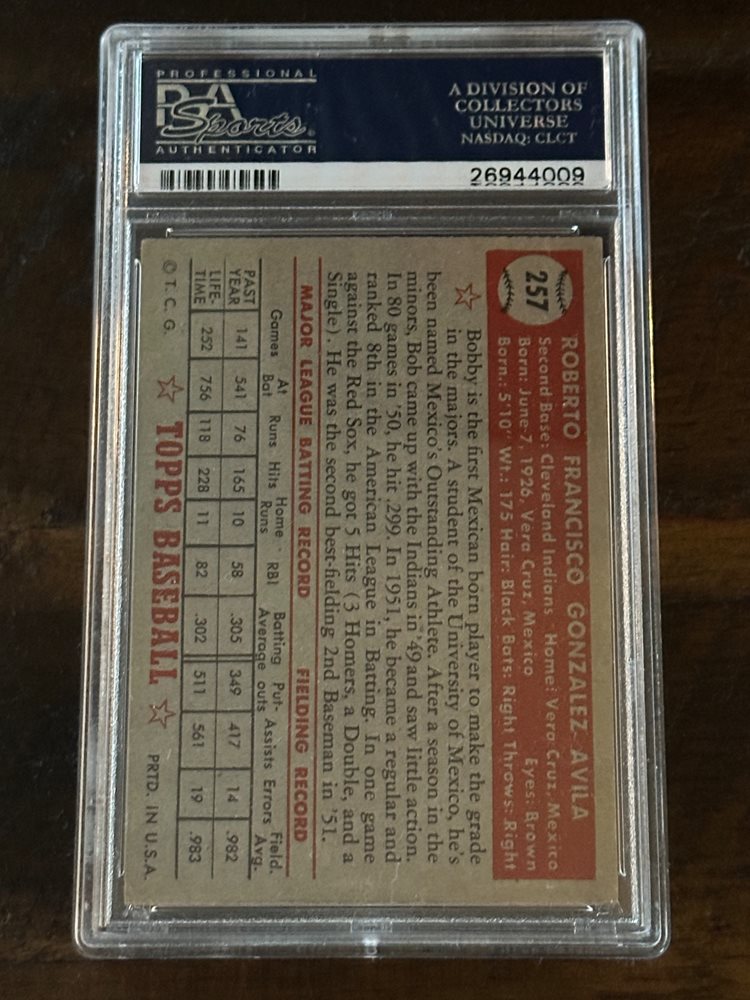 PROFESSIONAL
PSA
Sports
AUTHENTICATOR
A DIVISION OF
COLLECTORS
UNIVERSE
NASDAQ: CLCT
26944009
257
ROBERTO FRANCISCO GONZALEZ AVILA
Second Base: Cleveland Indians Home: Vera Cruz, Mexico
Born: June 7, 1926, Vera Cruz, Mexico Eyes: Brown
Born.: 5'10" Wt.: 175 Hair: Black Bats: Right Throws: Right
Bobby is the first Mexican born player to make the grade
in the majors. A student of the University of Mexico, he's
been named Mexico's Outstanding Athlete. After a season in the
minors, Bob came up with the Indians in '49 and saw little action.
In 80 games in '50, he hit .299. In 1951, he became a regular and
ranked 8th in the American League in Batting. In one game
against the Red Sox, he got 5 Hits (3 Homers, a Double, and a
Single). He was the second best-fielding 2nd Baseman in '51.
MAJOR LEAGUE BATTING RECORD FIELDING RECORD
Games At Bat Runs Hits Home Runs RBI Batting Average Put-outs Assists Errors Field. Avg.
PAST YEAR 141 541 76 165 10 58 .305 349 417 14 .982
LIFE-TIME 252 756 118 228 11 82 .302 511 561 19 .983
© T. C. G. TOPPS BASEBALL PRTD. IN U.S.A.